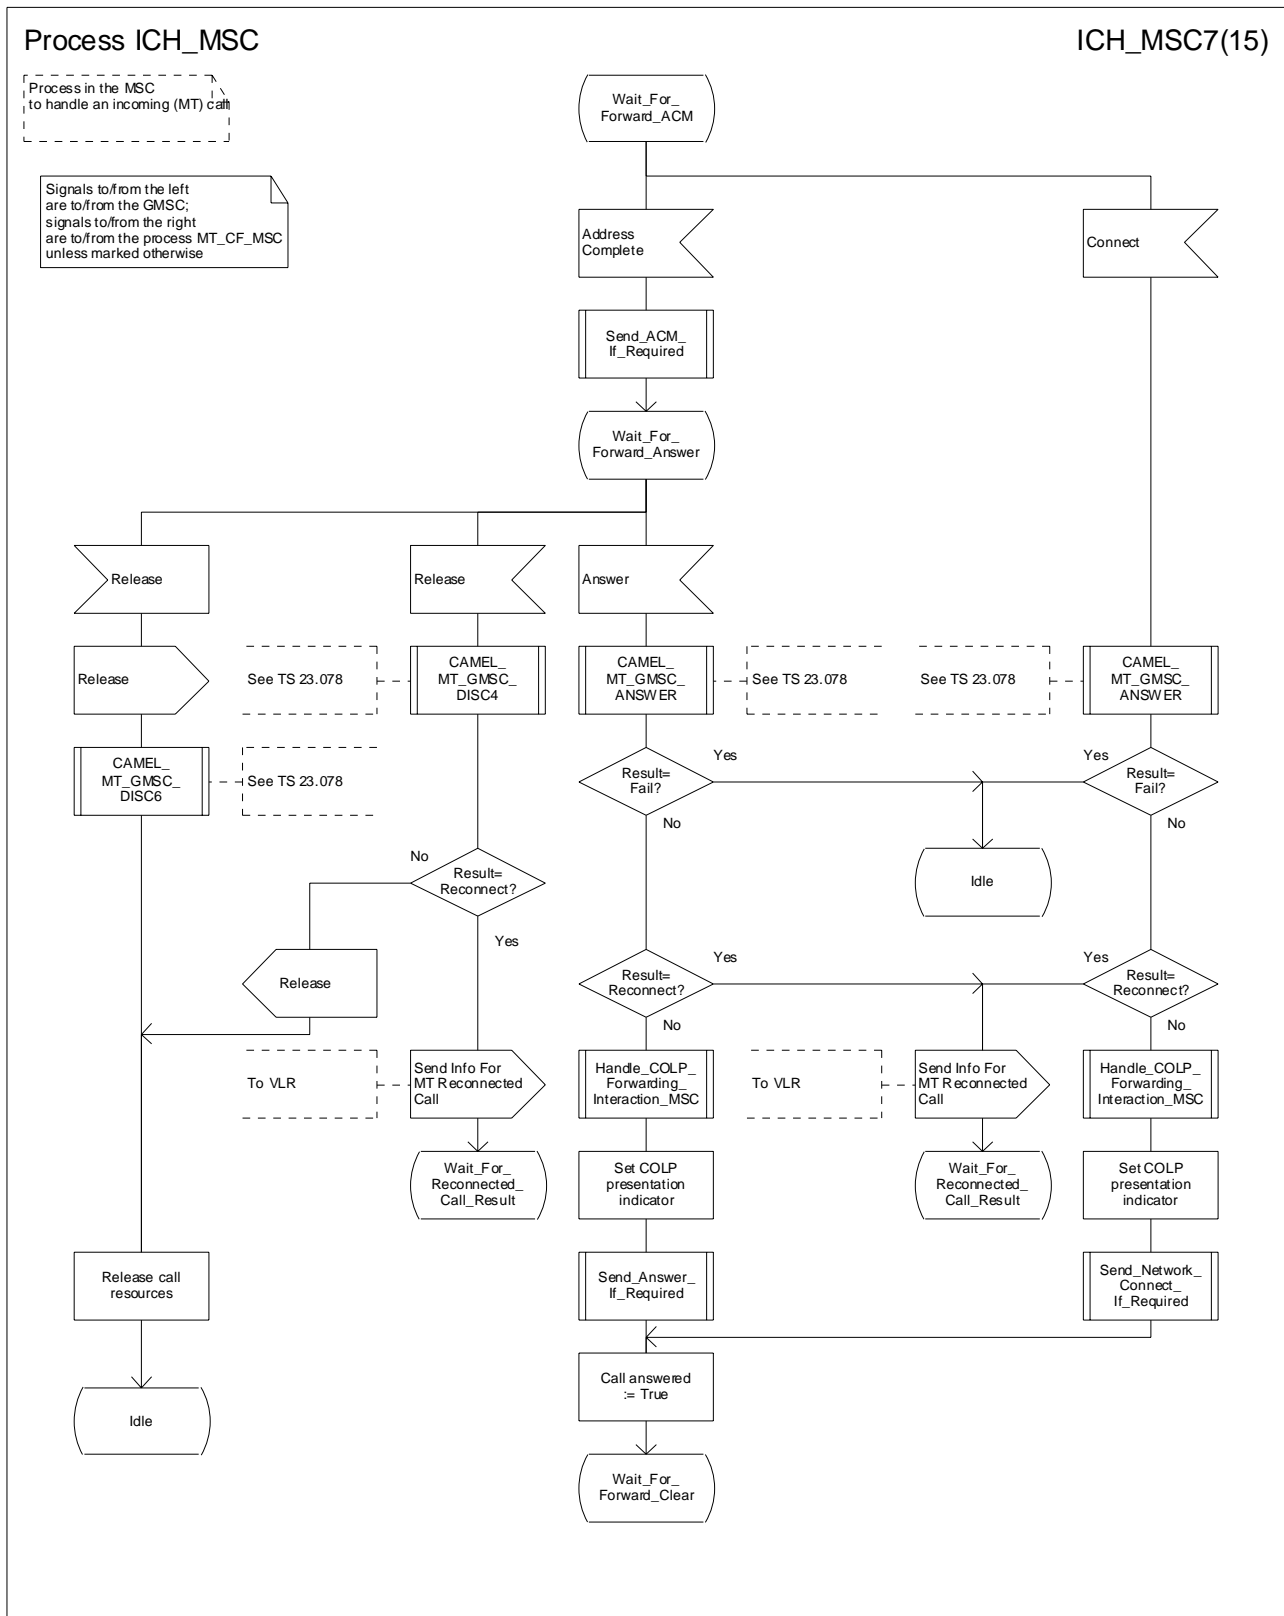 Process ICH_MSC
ICH_MSC7(15)
Process in the MSC
to handle an incoming (MT) call
Signals to/from the left
are to/from the GMSC;
signals to/from the right
are to/from the process MT_CF_MSC
unless marked otherwise
Wait_For_
Forward_ACM
Address
Complete
Connect
Send_ACM_
If_Required
Wait_For_
Forward_Answer
Release
Release
Answer
Release
See TS 23.078
CAMEL_
MT_GMSC_
DISC4
CAMEL_
MT_GMSC_
ANSWER
See TS 23.078
See TS 23.078
CAMEL_
MT_GMSC_
ANSWER
CAMEL_
MT_GMSC_
DISC6
See TS 23.078
Result=
Fail?
Yes
No
Yes
Result=
Fail?
No
No
Result=
Reconnect?
Yes
Idle
Release
Result=
Reconnect?
Yes
No
Yes
Result=
Reconnect?
No
To VLR
Send Info For
MT Reconnected
Call
Handle_COLP_
Forwarding_
Interaction_MSC
To VLR
Send Info For
MT Reconnected
Call
Handle_COLP_
Forwarding_
Interaction_MSC
Wait_For_
Reconnected_
Call_Result
Set COLP
presentation
indicator
Wait_For_
Reconnected_
Call_Result
Set COLP
presentation
indicator
Release call
resources
Send_Answer_
If_Required
Send_Network_
Connect_
If_Required
Call answered
:= True
Idle
Wait_For_
Forward_Clear